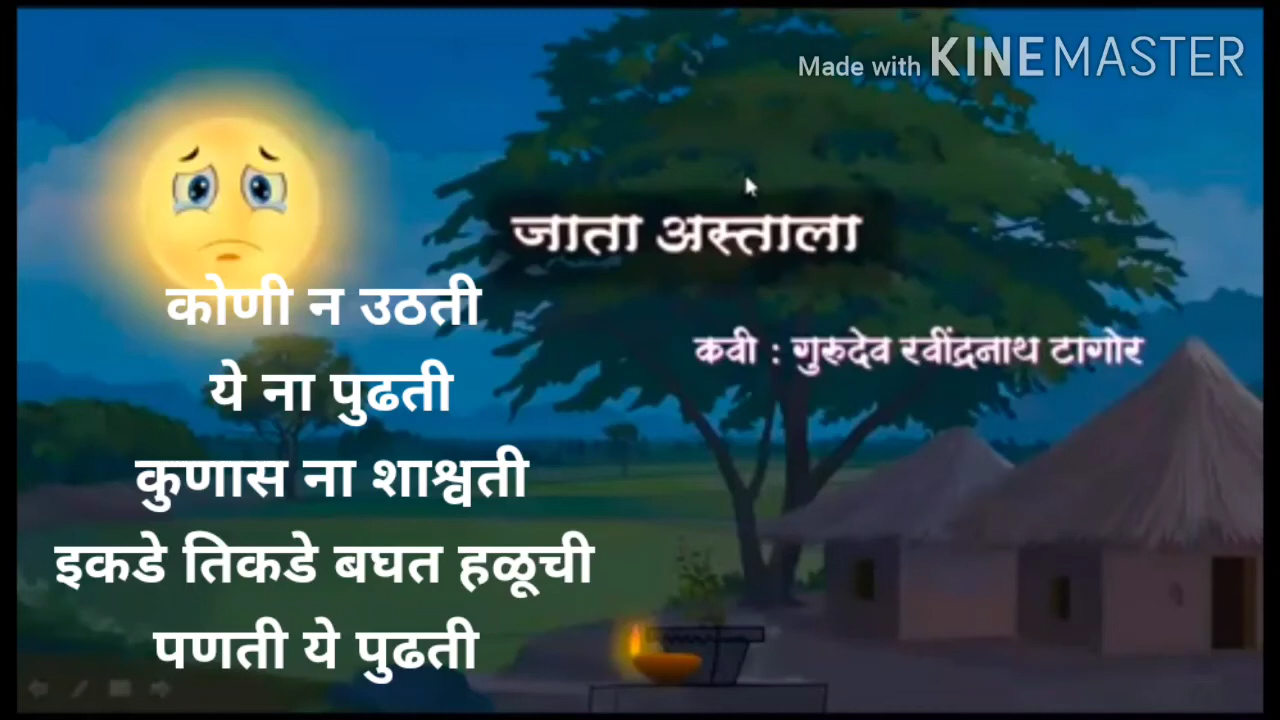 Made with KINEMASTER
जाता अस्ताला
कवी : गुरुदेव रवींद्रनाथ टागोर
कोणी न उठती
ये ना पुढती
कुणास ना शाश्वती
इकडे तिकडे बघत हळूची
पणती ये पुढती